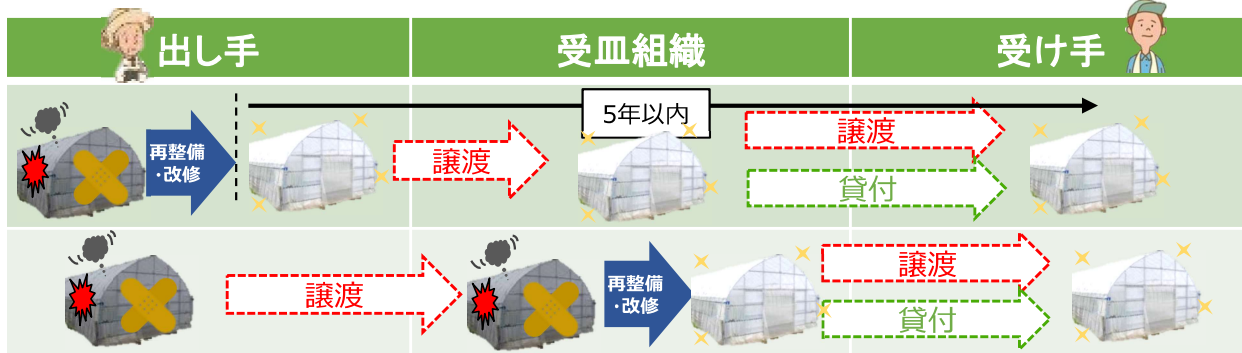 出し手
受皿組織
受け手
5年以内
再整備
・改修
譲渡
譲渡
貸付
譲渡
再整備
・改修
譲渡
貸付